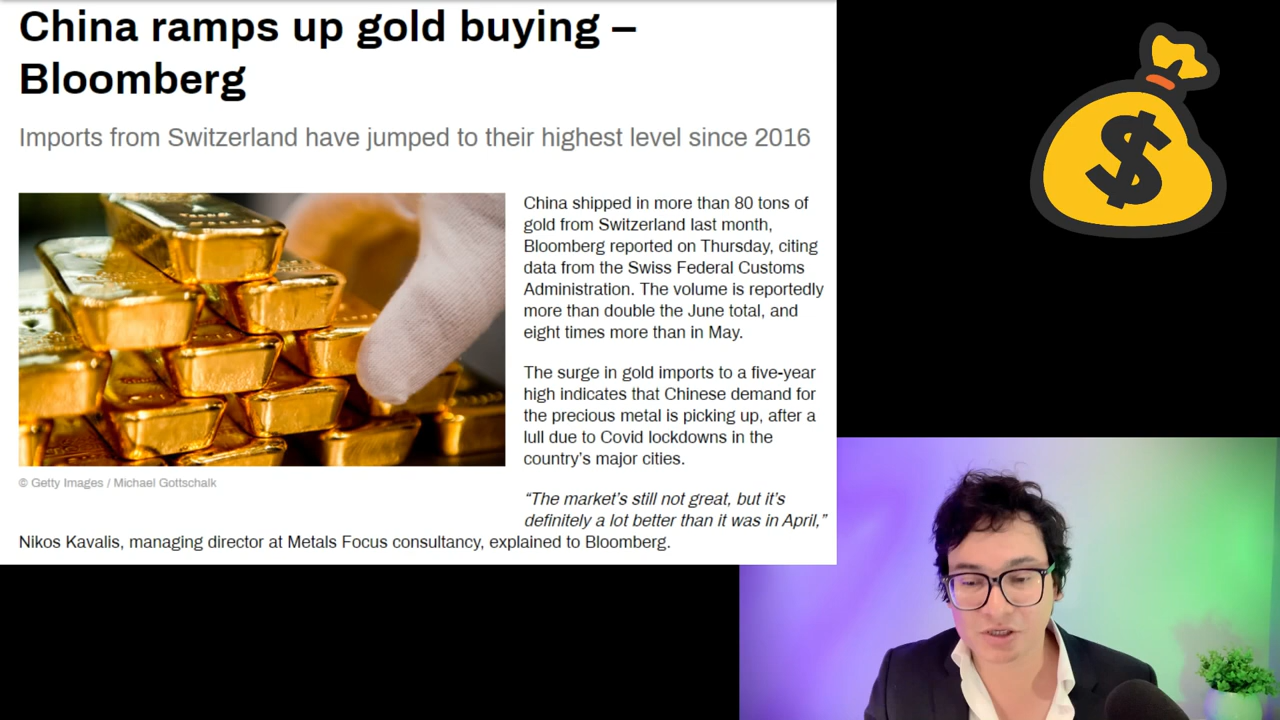 China ramps up gold buying –
Bloomberg
Imports from Switzerland have jumped to their highest level since 2016
China shipped in more than 80 tons of
gold from Switzerland last month,
Bloomberg reported on Thursday, citing
data from the Swiss Federal Customs
Administration. The volume is reportedly
more than double the June total, and
eight times more than in May.
The surge in gold imports to a five-year
high indicates that Chinese demand for
the precious metal is picking up, after a
lull due to Covid lockdowns in the
country’s major cities.
“The market’s still not great, but it’s
definitely a lot better than it was in April,”
Nikos Kavalis, managing director at Metals Focus consultancy, explained to Bloomberg.
© Getty Images / Michael Gottschalk
$